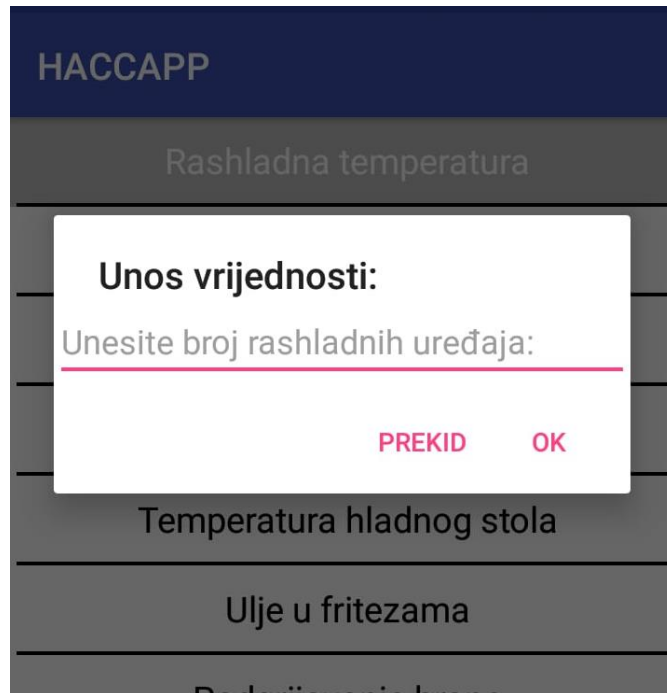 HACCAPP
Rashladna temperatura
Unos vrijednosti:
Unesite broj rashladnih uređaja:
PREKID OK
Temperatura hladnog stola
Ulje u fritezama